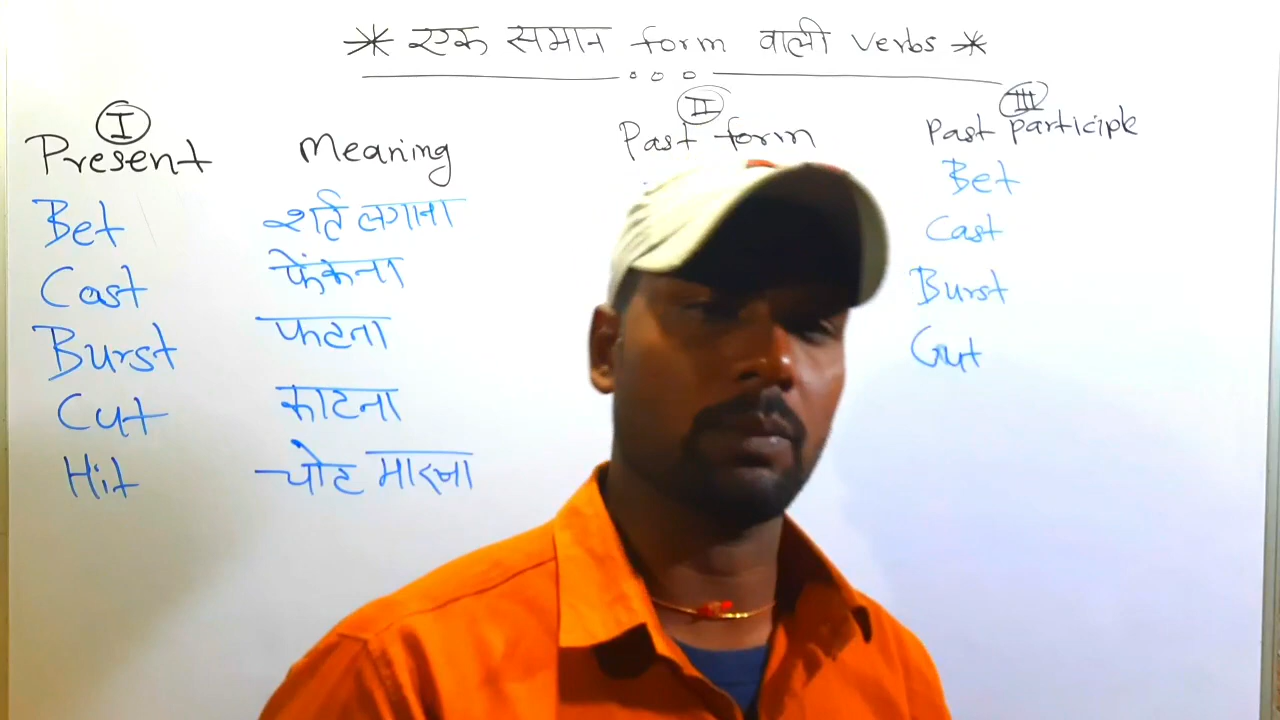 * एक समान form वाली verbs *
I II III
Present Meaning Past form Past participle
Bet शर्त लगाना Bet
Cast फेंकना Cast
Burst फटना Burst
Cut काटना Cut
Hit चोट मारना